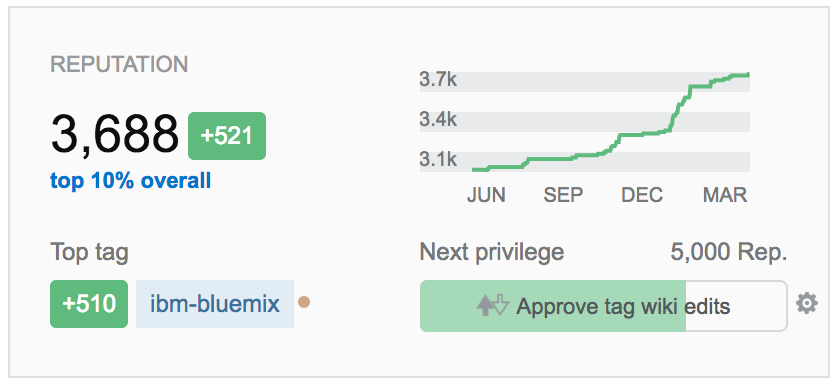 REPUTATION
3,688 +521
top 10% overall
3.7k
3.4k
3.1k
JUN SEP DEC MAR
Top tag
+510 ibm-bluemix
Next privilege 5,000 Rep.
Approve tag wiki edits